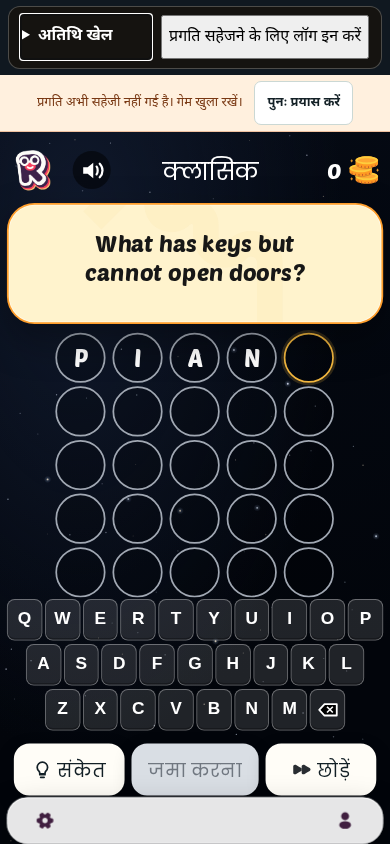 अतिथि खेल
प्रगति सहेजने के लिए लॉग इन करें
प्रगति अभी सहेजी नहीं गई है। गेम खुला रखें।
पुनः प्रयास करें
क्लासिक
0
What has keys but
cannot open doors?
P I A N
Q W E R T Y U I O P
A S D F G H J K L
Z X C V B N M
संकेत
जमा करना
छोड़ें